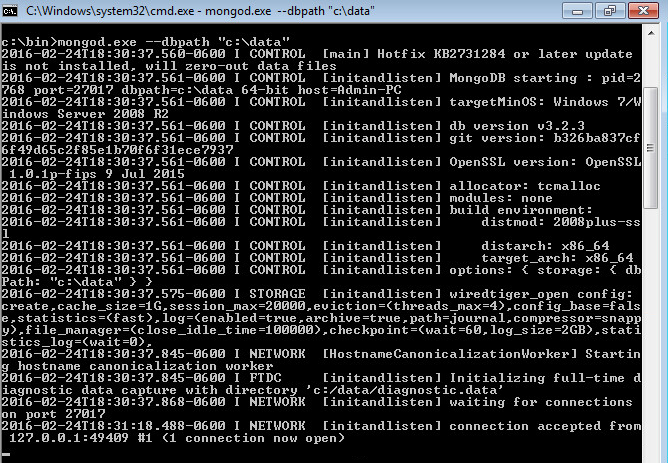 C:\Windows\system32\cmd.exe - mongod.exe --dbpath "c:\data"
c:\bin>mongod.exe --dbpath "c:\data"
2016-02-24T18:30:37.560-0600 I CONTROL  [main] Hotfix KB2731284 or later update
is not installed, will zero-out data files
2016-02-24T18:30:37.561-0600 I CONTROL  [initandlisten] MongoDB starting : pid=2
768 port=27017 dbpath=c:\data 64-bit host=Admin-PC
2016-02-24T18:30:37.561-0600 I CONTROL  [initandlisten] targetMinOS: Windows 7/W
indows Server 2008 R2
2016-02-24T18:30:37.561-0600 I CONTROL  [initandlisten] db version v3.2.3
2016-02-24T18:30:37.561-0600 I CONTROL  [initandlisten] git version: b326ba837cf
6f49d65c2f85e1b70f6f31ece7937
2016-02-24T18:30:37.561-0600 I CONTROL  [initandlisten] OpenSSL version: OpenSSL
 1.0.1p-fips 9 Jul 2015
2016-02-24T18:30:37.561-0600 I CONTROL  [initandlisten] allocator: tcmalloc
2016-02-24T18:30:37.561-0600 I CONTROL  [initandlisten] modules: none
2016-02-24T18:30:37.561-0600 I CONTROL  [initandlisten] build environment:
2016-02-24T18:30:37.561-0600 I CONTROL  [initandlisten]     distmod: 2008plus-ss
l
2016-02-24T18:30:37.561-0600 I CONTROL  [initandlisten]     distarch: x86_64
2016-02-24T18:30:37.561-0600 I CONTROL  [initandlisten]     target_arch: x86_64
2016-02-24T18:30:37.561-0600 I CONTROL  [initandlisten] options: { storage: { db
Path: "c:\data" } }
2016-02-24T18:30:37.575-0600 I STORAGE  [initandlisten] wiredtiger_open config:
create,cache_size=1G,session_max=20000,eviction=(threads_max=4),config_base=fals
e,statistics=(fast),log=(enabled=true,archive=true,path=journal,compressor=snapp
y),file_manager=(close_idle_time=100000),checkpoint=(wait=60,log_size=2GB),stati
stics_log=(wait=0),
2016-02-24T18:30:37.845-0600 I NETWORK  [HostnameCanonicalizationWorker] Startin
g hostname canonicalization worker
2016-02-24T18:30:37.845-0600 I FTDC     [initandlisten] Initializing full-time d
iagnostic data capture with directory 'c:/data/diagnostic.data'
2016-02-24T18:30:37.868-0600 I NETWORK  [initandlisten] waiting for connections
on port 27017
2016-02-24T18:31:18.488-0600 I NETWORK  [initandlisten] connection accepted from
 127.0.0.1:49409 #1 (1 connection now open)